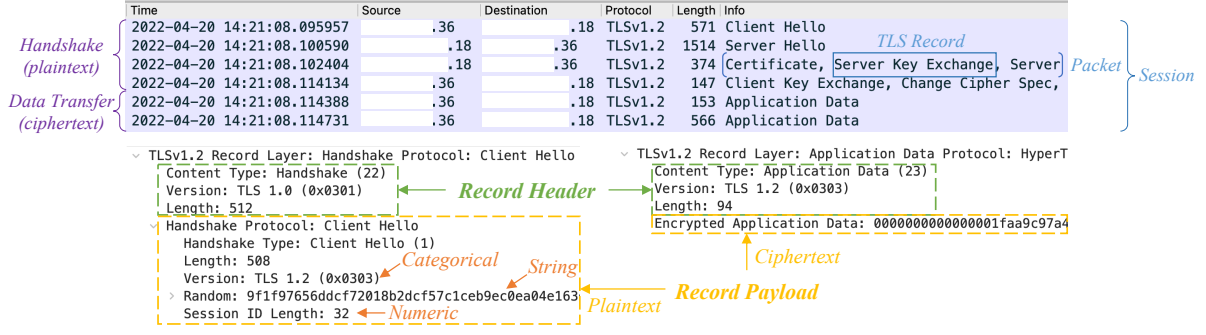 Time Source Destination Protocol Length Info
2022-04-20 14:21:08.095957 .36 .18 TLSv1.2 571 Client Hello
2022-04-20 14:21:08.100590 .18 .36 TLSv1.2 1514 Server Hello
TLS Record
2022-04-20 14:21:08.102404 .18 .36 TLSv1.2 374 Certificate, Server Key Exchange, Server
2022-04-20 14:21:08.114134 .36 .18 TLSv1.2 147 Client Key Exchange, Change Cipher Spec,
2022-04-20 14:21:08.114388 .36 .18 TLSv1.2 153 Application Data
2022-04-20 14:21:08.114731 .36 .18 TLSv1.2 566 Application Data
Handshake
(plaintext)
Data Transfer
(ciphertext)
Packet
Session
TLSv1.2 Record Layer: Handshake Protocol: Client Hello
Content Type: Handshake (22)
Version: TLS 1.0 (0x0301)
Length: 512
Handshake Protocol: Client Hello
Handshake Type: Client Hello (1)
Length: 508
Version: TLS 1.2 (0x0303)
Random: 9f1f97656ddcf72018b2dcf57c1ceb9ec0ea04e163
Session ID Length: 32
Categorical
String
Numeric
Record Header
TLSv1.2 Record Layer: Application Data Protocol: HyperT
Content Type: Application Data (23)
Version: TLS 1.2 (0x0303)
Length: 94
Encrypted Application Data: 0000000000000001faa9c97a4
Ciphertext
Plaintext
Record Payload